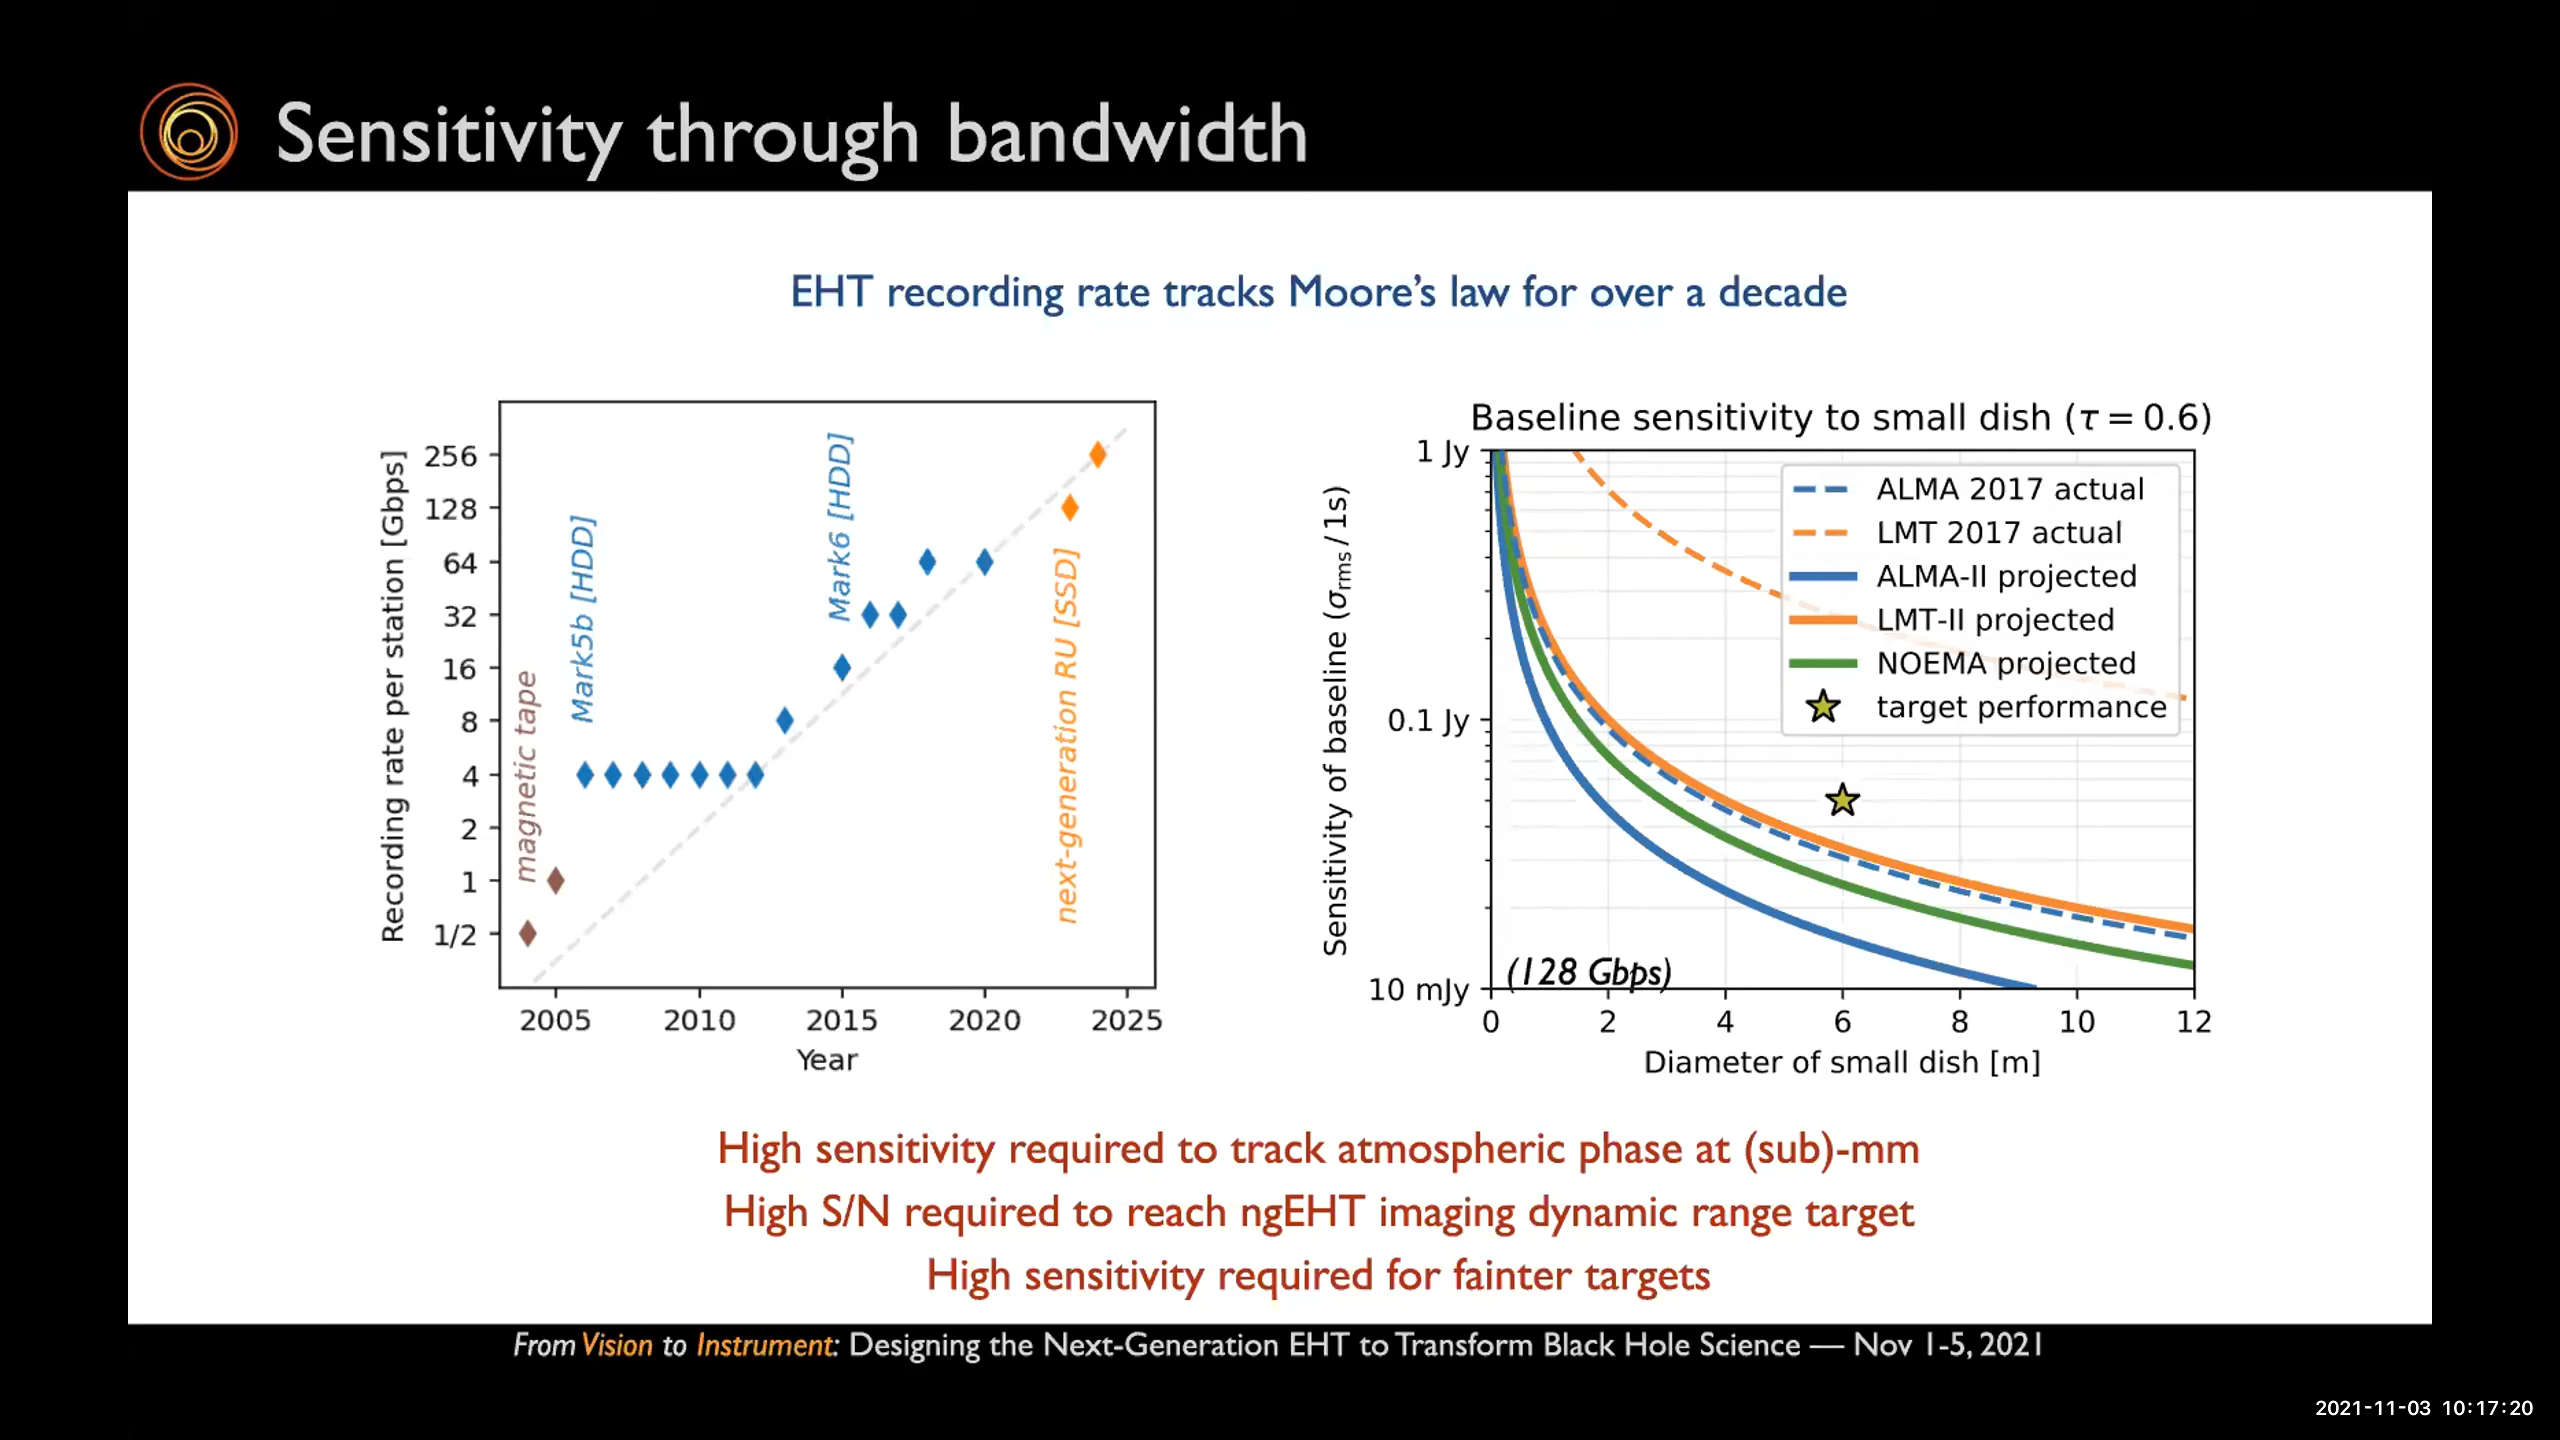 Sensitivity through bandwidth
EHT recording rate tracks Moore's law for over a decade
Recording rate per station [Gbps]
256
128
64
32
16
8
4
2
1
1/2
magnetic tape
Mark5b [HDD]
Mark6 [HDD]
next-generation RU [SSD]
2005 2010 2015 2020 2025
Year
Baseline sensitivity to small dish (τ = 0.6)
Sensitivity of baseline (σrms / 1s)
1 Jy
0.1 Jy
10 mJy
ALMA 2017 actual
LMT 2017 actual
ALMA-II projected
LMT-II projected
NOEMA projected
target performance
(128 Gbps)
0 2 4 6 8 10 12
Diameter of small dish [m]
High sensitivity required to track atmospheric phase at (sub)-mm
High S/N required to reach ngEHT imaging dynamic range target
High sensitivity required for fainter targets
From Vision to Instrument: Designing the Next-Generation EHT to Transform Black Hole Science — Nov 1-5, 2021
2021-11-03 10:17:20